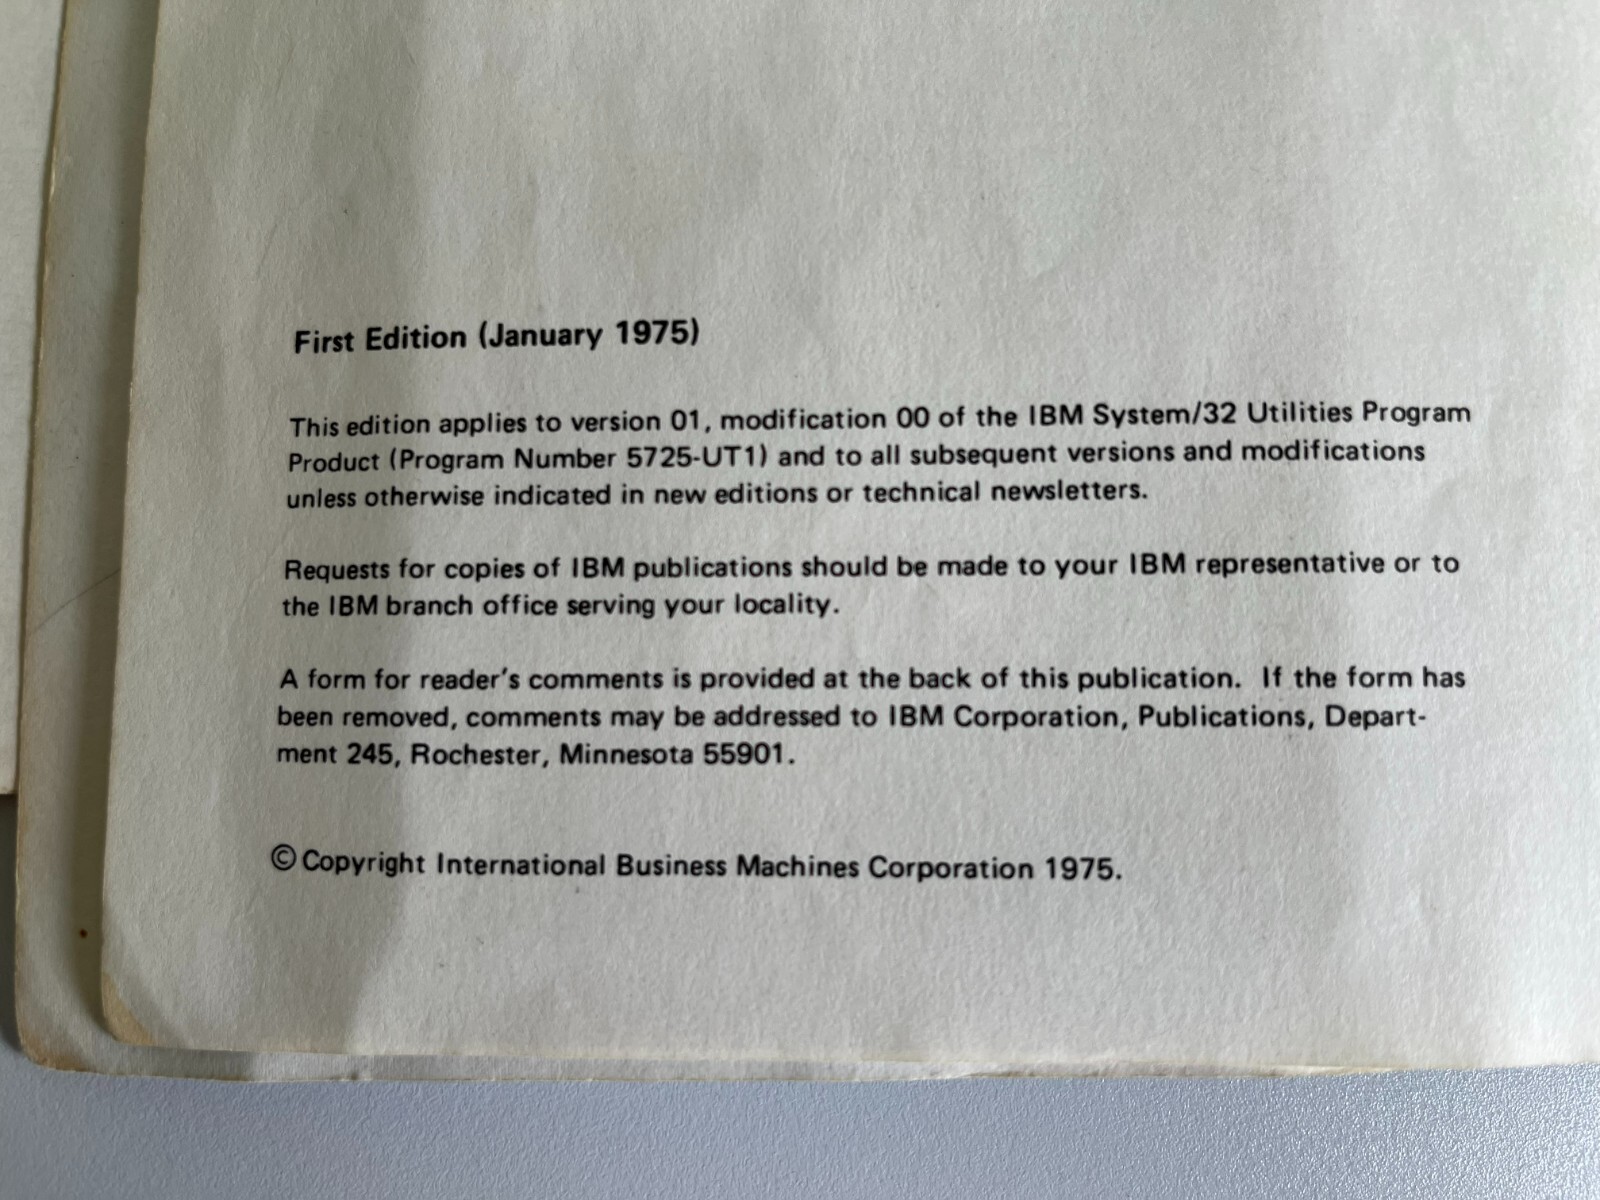 First Edition (January 1975)
This edition applies to version 01, modification 00 of the IBM System/32 Utilities Program
Product (Program Number 5725-UT1) and to all subsequent versions and modifications
unless otherwise indicated in new editions or technical newsletters.
Requests for copies of IBM publications should be made to your IBM representative or to
the IBM branch office serving your locality.
A form for reader's comments is provided at the back of this publication. If the form has
been removed, comments may be addressed to IBM Corporation, Publications, Depart-
ment 245, Rochester, Minnesota 55901.
© Copyright International Business Machines Corporation 1975.